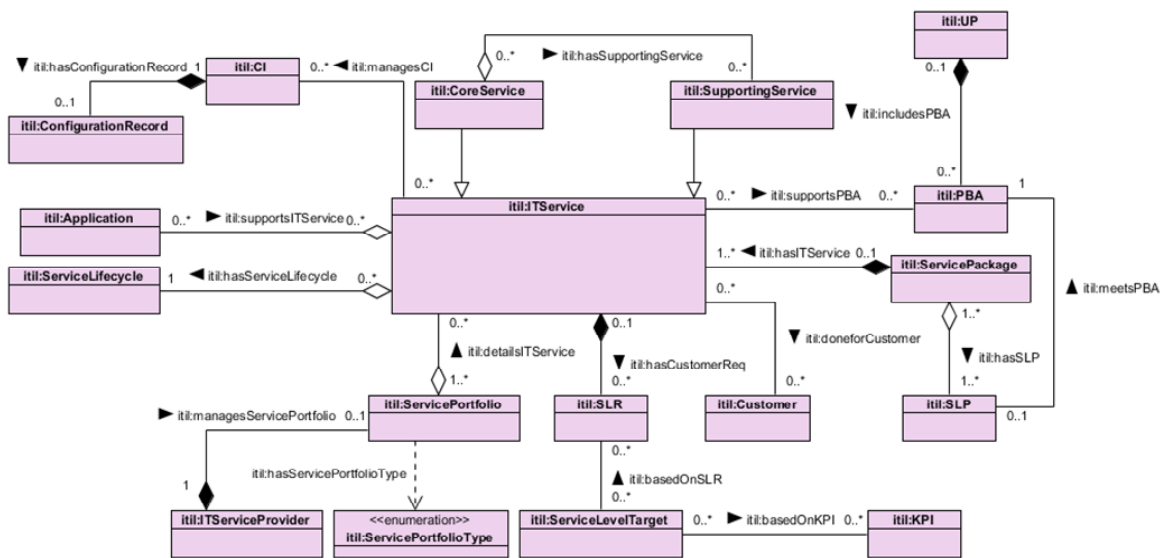 itil:UP
0..1
▼ itil:hasConfigurationRecord
1
itil:CI
0..*
◄ itil:managesCI
0..*
► itil:hasSupportingService
0..*
itil:CoreService
itil:SupportingService
0..1
itil:ConfigurationRecord
▼ itil:includesPBA
0..*
0..*
itil:PBA
1
itil:ITService
0..*
► itil:supportsPBA
0..*
itil:Application
0..*
► itil:supportsITService
0..*
1..*
◄ itil:hasITService
0..1
itil:ServicePackage
itil:ServiceLifecycle
1
◄ itil:hasServiceLifecycle
0..*
▲ itil:meetsPBA
0..*
1..*
0..*
0..1
▲ itil:detailsITService
▼ itil:doneforCustomer
▼ itil:hasSLP
▼ itil:hasCustomerReq
1..*
0..*
0..*
1..*
► itil:managesServicePortfolio
0..1
itil:ServicePortfolio
itil:SLR
itil:Customer
itil:SLP
0..1
0..*
itil:hasServicePortfolioType
▲ itil:basedOnSLR
1
0..*
itil:ITServiceProvider
<<enumeration>>
itil:ServicePortfolioType
itil:ServiceLevelTarget
0..*
► itil:basedOnKPI
0..*
itil:KPI